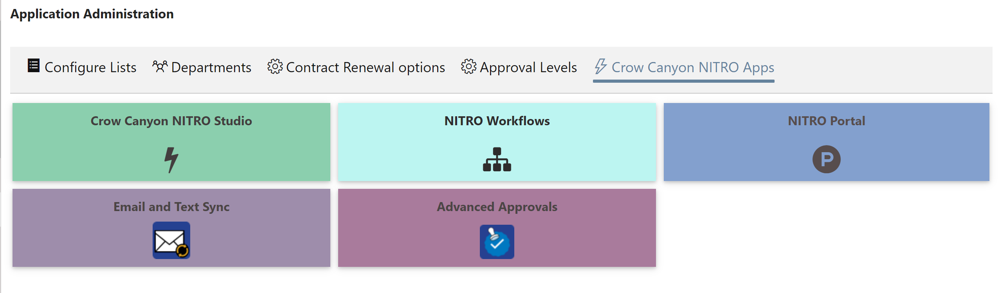 Application Administration
Configure Lists Departments Contract Renewal options Approval Levels Crow Canyon NITRO Apps
Crow Canyon NITRO Studio NITRO Workflows NITRO Portal
P
Email and Text Sync Advanced Approvals